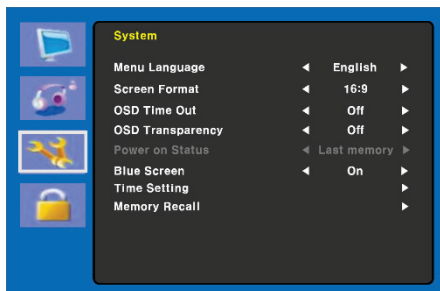 System
Menu Language English
Screen Format 16:9
OSD Time Out Off
OSD Transparency Off
Power on Status Last memory
Blue Screen On
Time Setting
Memory Recall